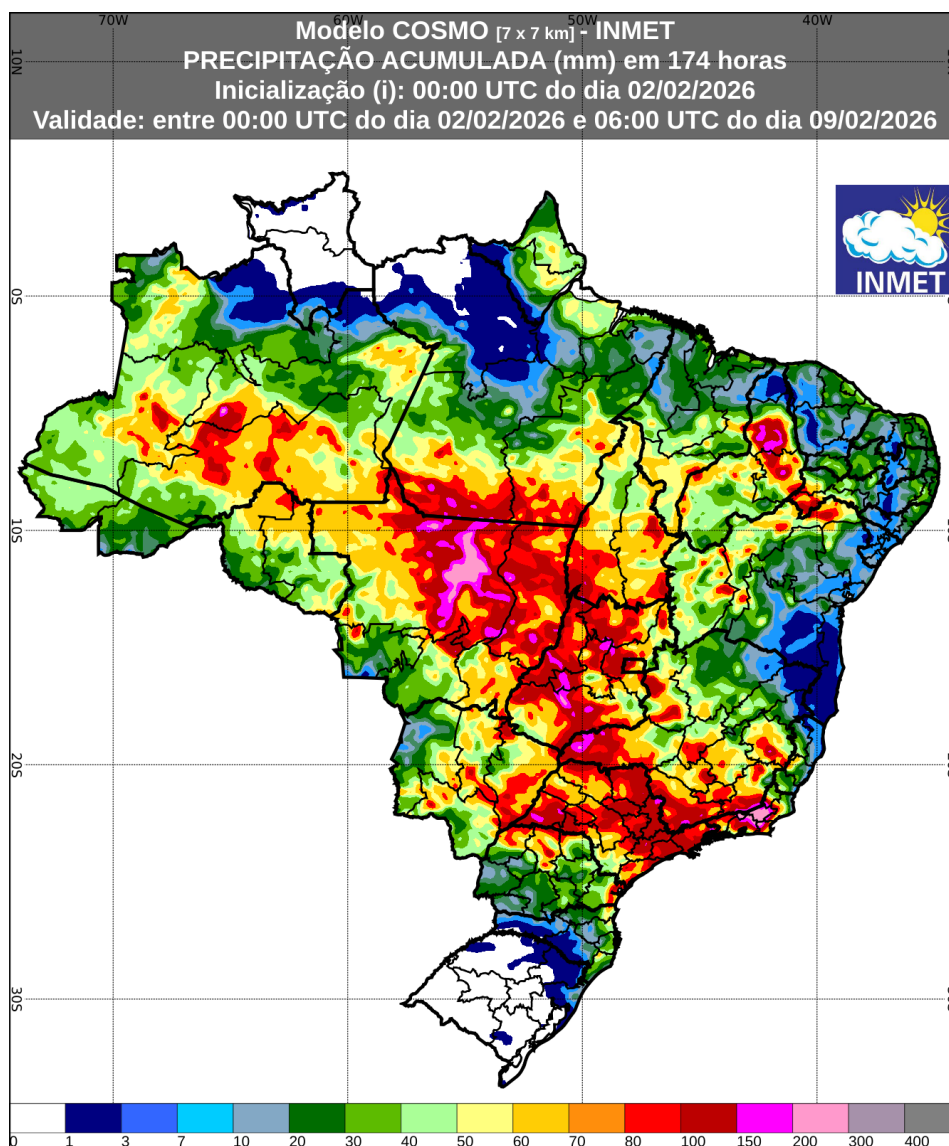 70W 60W 50W 40W
Modelo COSMO [7 x 7 km] - INMET
10N
PRECIPITAÇÃO ACUMULADA (mm) em 174 horas
Inicialização (i): 00:00 UTC do dia 02/02/2026
Validade: entre 00:00 UTC do dia 02/02/2026 e 06:00 UTC do dia 09/02/2026
INMET
0S
10S
20S
30S
0 1 3 7 10 20 30 40 50 60 70 80 100 150 200 300 400